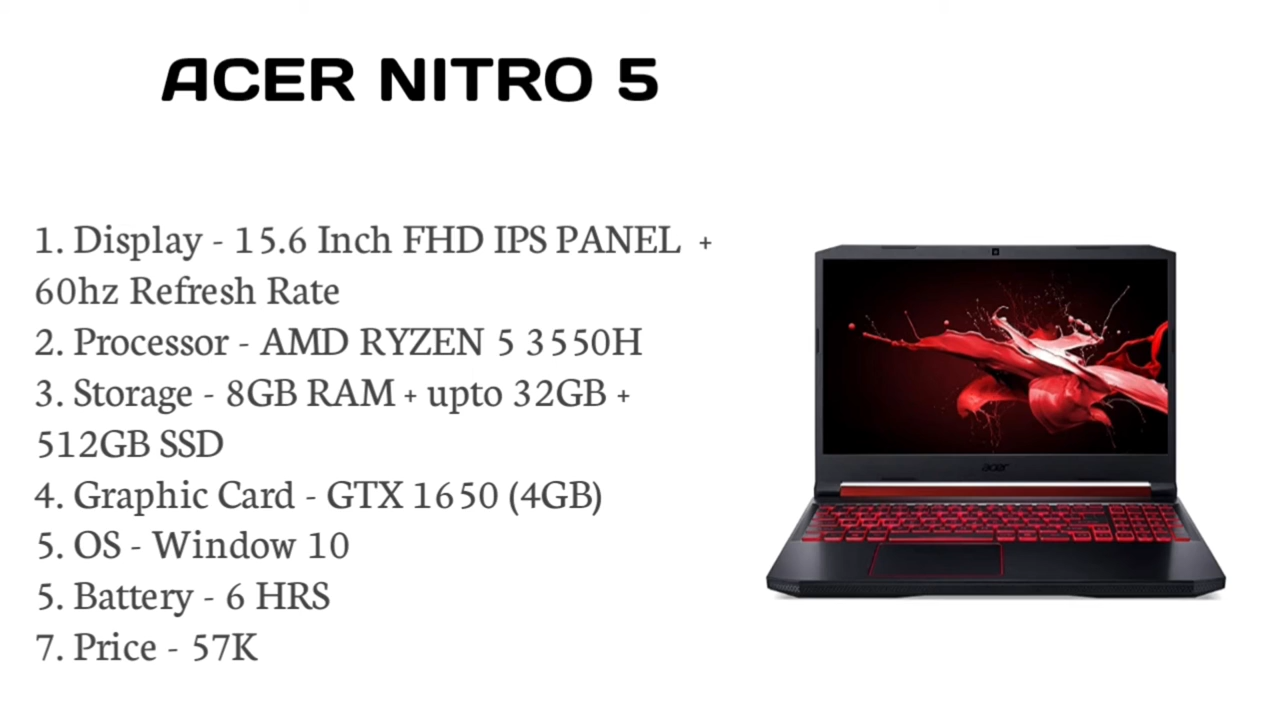 ACER NITRO 5
1. Display - 15.6 Inch FHD IPS PANEL +
60hz Refresh Rate
2. Processor - AMD RYZEN 5 3550H
3. Storage - 8GB RAM + upto 32GB +
512GB SSD
4. Graphic Card - GTX 1650 (4GB)
5. OS - Window 10
5. Battery - 6 HRS
7. Price - 57K
acer